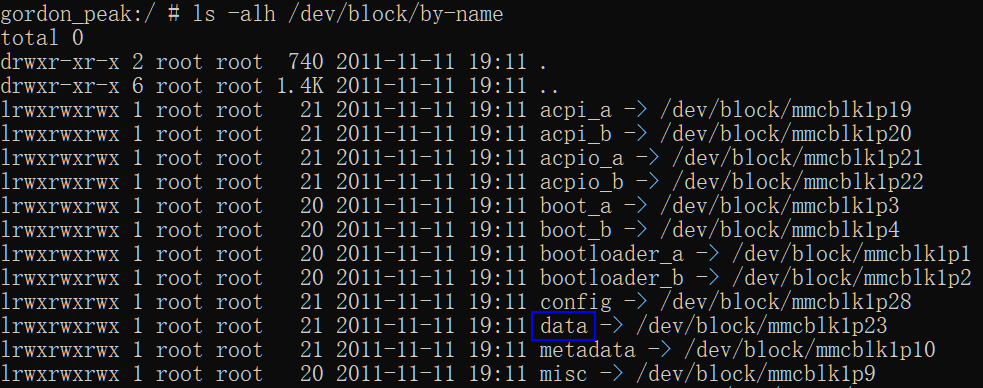 gordon_peak:/ # ls -alh /dev/block/by-name
total 0
drwxr-xr-x 2 root root  740 2011-11-11 19:11 .
drwxr-xr-x 6 root root 1.4K 2011-11-11 19:11 ..
lrwxrwxrwx 1 root root   21 2011-11-11 19:11 acpi_a -> /dev/block/mmcblk1p19
lrwxrwxrwx 1 root root   21 2011-11-11 19:11 acpi_b -> /dev/block/mmcblk1p20
lrwxrwxrwx 1 root root   21 2011-11-11 19:11 acpio_a -> /dev/block/mmcblk1p21
lrwxrwxrwx 1 root root   21 2011-11-11 19:11 acpio_b -> /dev/block/mmcblk1p22
lrwxrwxrwx 1 root root   20 2011-11-11 19:11 boot_a -> /dev/block/mmcblk1p3
lrwxrwxrwx 1 root root   20 2011-11-11 19:11 boot_b -> /dev/block/mmcblk1p4
lrwxrwxrwx 1 root root   20 2011-11-11 19:11 bootloader_a -> /dev/block/mmcblk1p1
lrwxrwxrwx 1 root root   20 2011-11-11 19:11 bootloader_b -> /dev/block/mmcblk1p2
lrwxrwxrwx 1 root root   21 2011-11-11 19:11 config -> /dev/block/mmcblk1p28
lrwxrwxrwx 1 root root   21 2011-11-11 19:11 data -> /dev/block/mmcblk1p23
lrwxrwxrwx 1 root root   21 2011-11-11 19:11 metadata -> /dev/block/mmcblk1p10
lrwxrwxrwx 1 root root   20 2011-11-11 19:11 misc -> /dev/block/mmcblk1p9